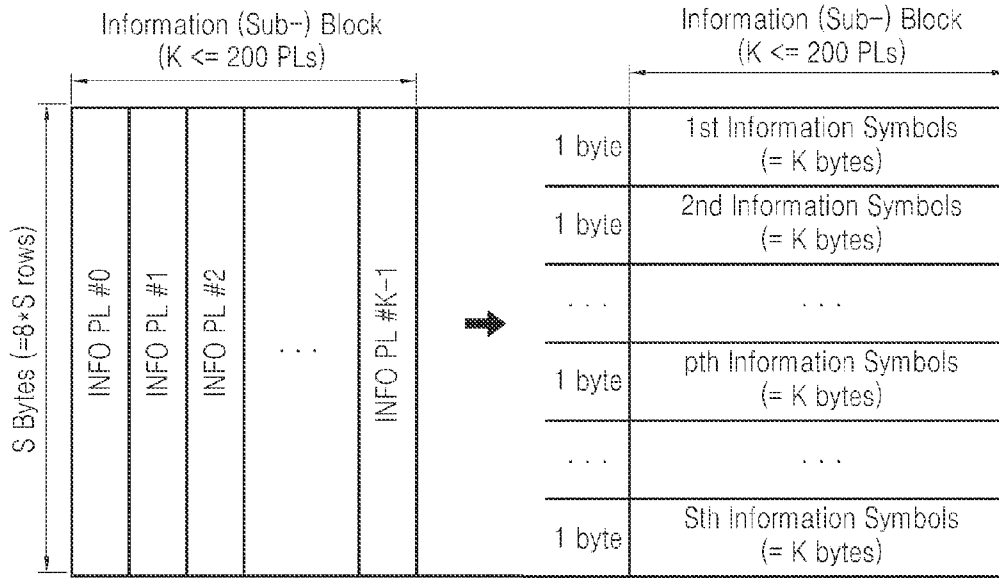 Information (Sub-) Block
(K <= 200 PLs)
S Bytes (=8*S rows)
INFO PL #0
INFO PL #1
INFO PL #2
. . .
INFO PL #K-1
Information (Sub-) Block
(K <= 200 PLs)
1 byte
1st Information Symbols
(= K bytes)
1 byte
2nd Information Symbols
(= K bytes)
. . .
. . .
1 byte
pth Information Symbols
(= K bytes)
. . .
. . .
1 byte
Sth Information Symbols
(= K bytes)